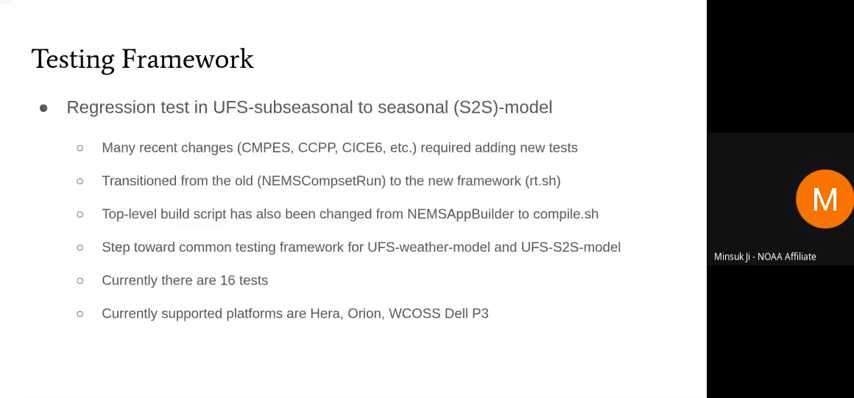 Testing Framework
● Regression test in UFS-subseasonal to seasonal (S2S)-model
○ Many recent changes (CMPES, CCPP, CICE6, etc.) required adding new tests
○ Transitioned from the old (NEMSCompsetRun) to the new framework (rt.sh)
○ Top-level build script has also been changed from NEMSAppBuilder to compile.sh
○ Step toward common testing framework for UFS-weather-model and UFS-S2S-model
○ Currently there are 16 tests
○ Currently supported platforms are Hera, Orion, WCOSS Dell P3
M
Minsuk Ji - NOAA Affiliate